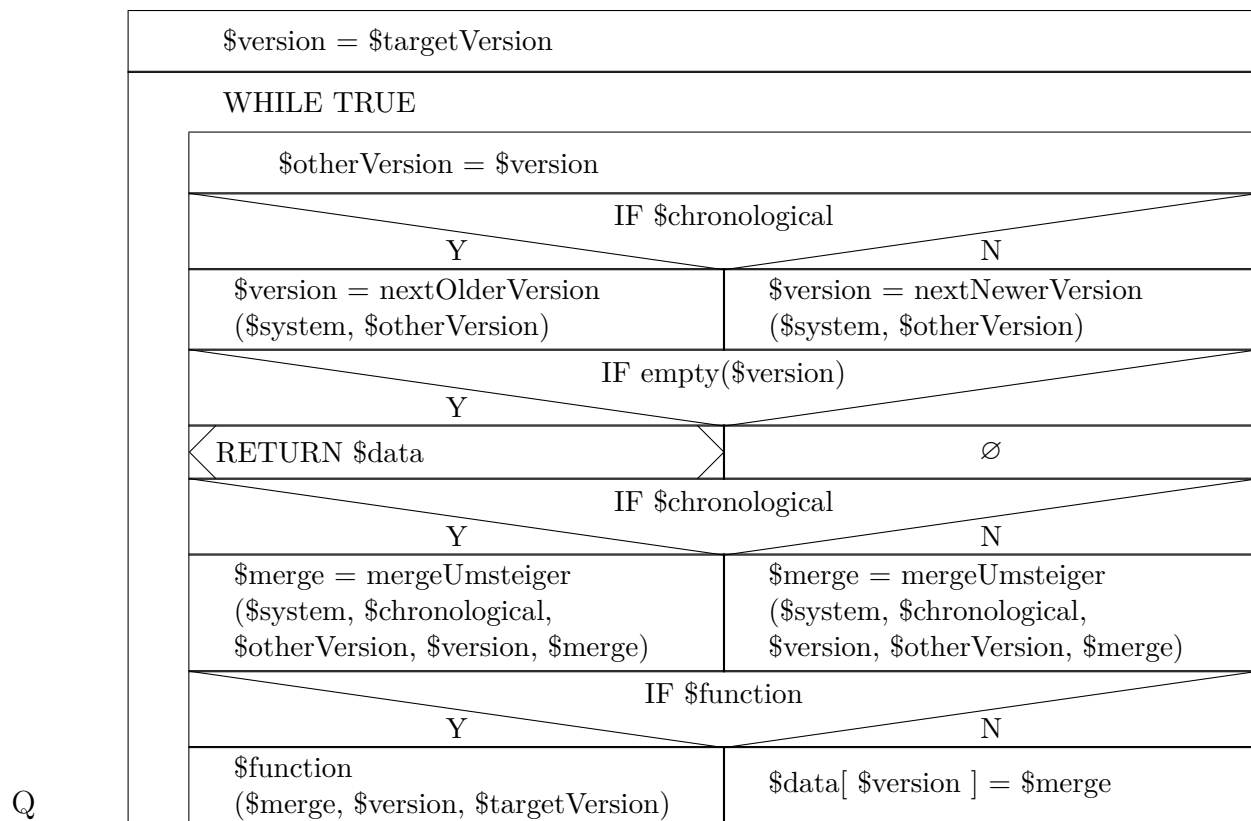 $version = $targetVersion
WHILE TRUE
$otherVersion = $version
IF $chronological
Y
N
$version = nextOlderVersion
($system, $otherVersion)
$version = nextNewerVersion
($system, $otherVersion)
IF empty($version)
Y
RETURN $data
∅
IF $chronological
Y
N
$merge = mergeUmsteiger
($system, $chronological,
$otherVersion, $version, $merge)
$merge = mergeUmsteiger
($system, $chronological,
$version, $otherVersion, $merge)
IF $function
Y
N
$function
($merge, $version, $targetVersion)
$data[ $version ] = $merge
Q